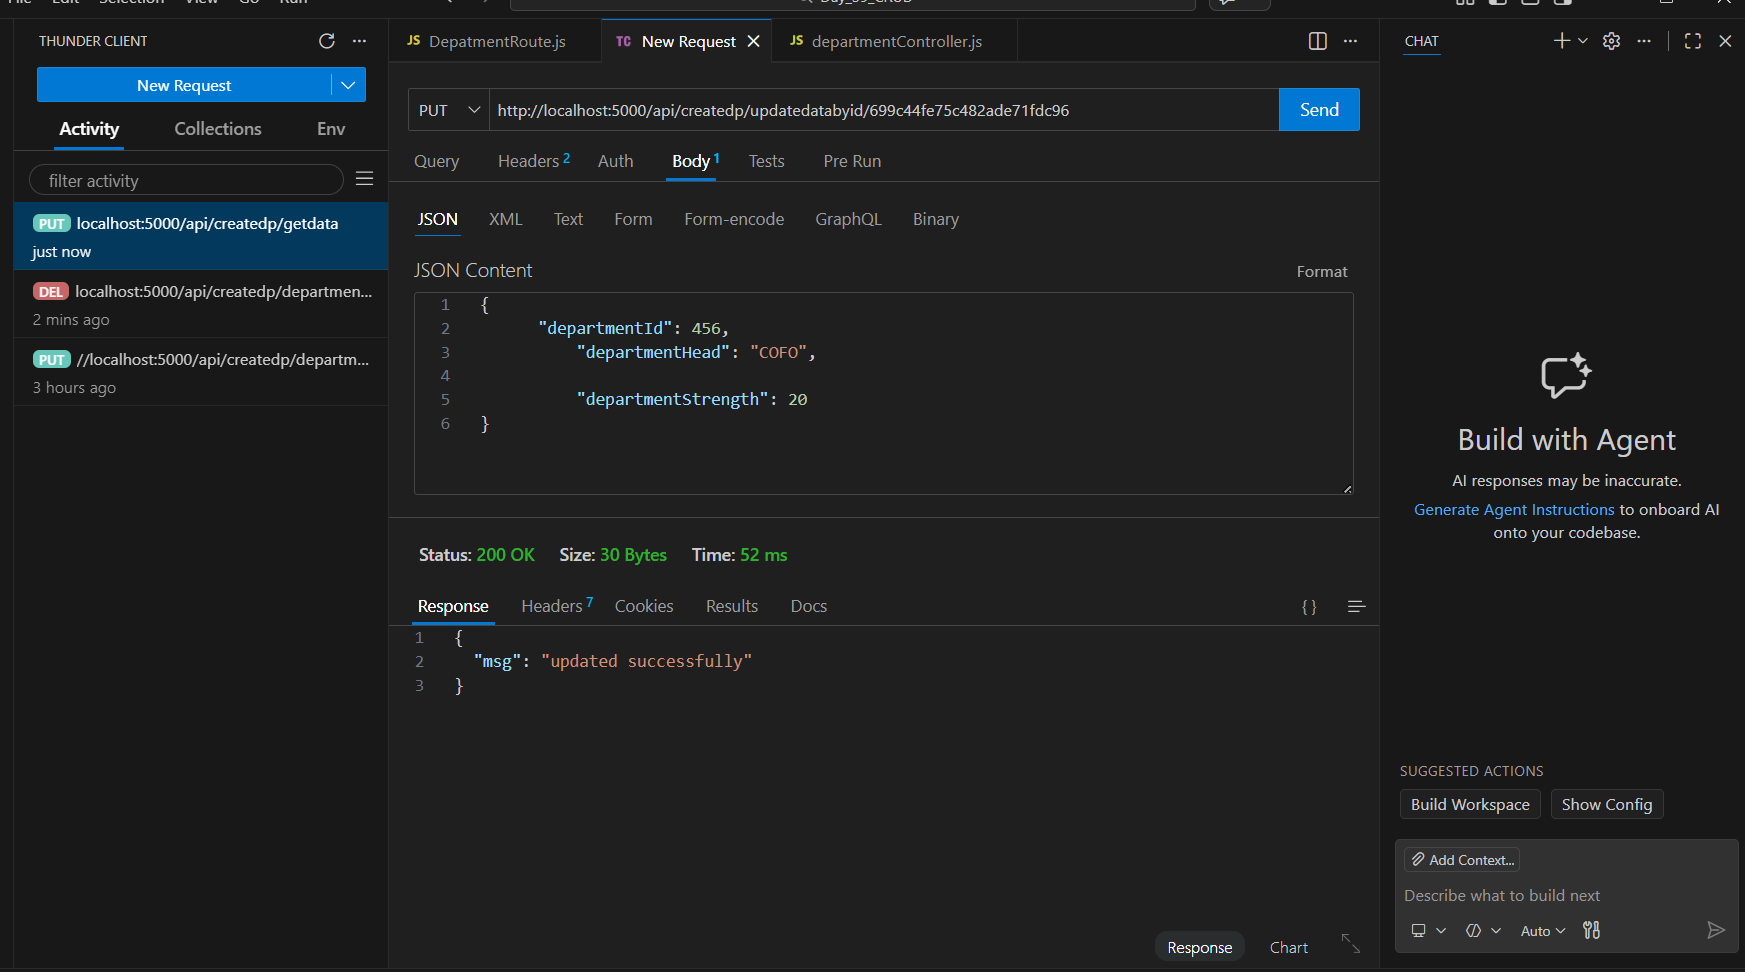 File Edit Selection View Go Run
Day_39_CRUD
THUNDER CLIENT
New Request
Activity Collections Env
filter activity
PUT localhost:5000/api/createdp/getdata
just now
DEL localhost:5000/api/createdp/departmen...
2 mins ago
PUT //localhost:5000/api/createdp/departm...
3 hours ago
JS DepatmentRoute.js
TC New Request
JS departmentController.js
PUT http://localhost:5000/api/createdp/updatedatabyid/699c44fe75c482ade71fdc96 Send
Query Headers 2 Auth Body 1 Tests Pre Run
JSON XML Text Form Form-encode GraphQL Binary
JSON Content Format
1 {
2 "departmentId": 456,
3 "departmentHead": "COFO",
4
5 "departmentStrength": 20
6 }
Status: 200 OK Size: 30 Bytes Time: 52 ms
Response Headers 7 Cookies Results Docs { }
1 {
2 "msg": "updated successfully"
3 }
Response Chart
CHAT
Build with Agent
AI responses may be inaccurate.
Generate Agent Instructions to onboard AI
onto your codebase.
SUGGESTED ACTIONS
Build Workspace Show Config
Add Context...
Describe what to build next
Auto